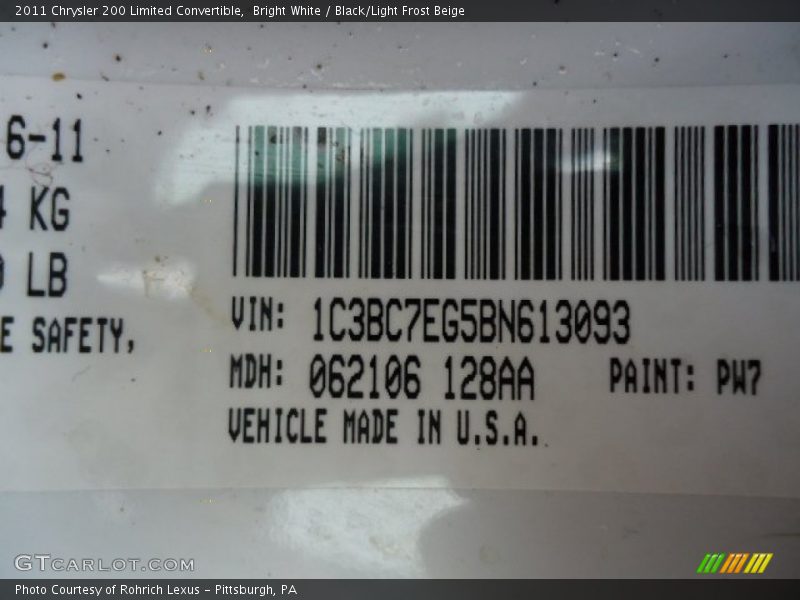 2011 Chrysler 200 Limited Convertible,  Bright White / Black/Light Frost Beige
6-11
KG
LB
E SAFETY,
VIN: 1C3BC7EG5BN613093
MDH: 062106 128AA PAINT: PW7
VEHICLE MADE IN U.S.A.
GTCARLOT.COM
Photo Courtesy of Rohrich Lexus - Pittsburgh, PA